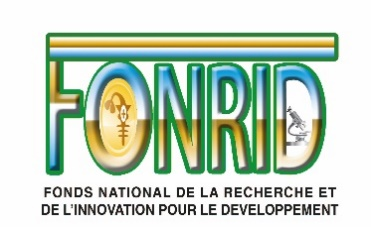 FONRID
FONDS NATIONAL DE LA RECHERCHE ET
DE L'INNOVATION POUR LE DEVELOPPEMENT